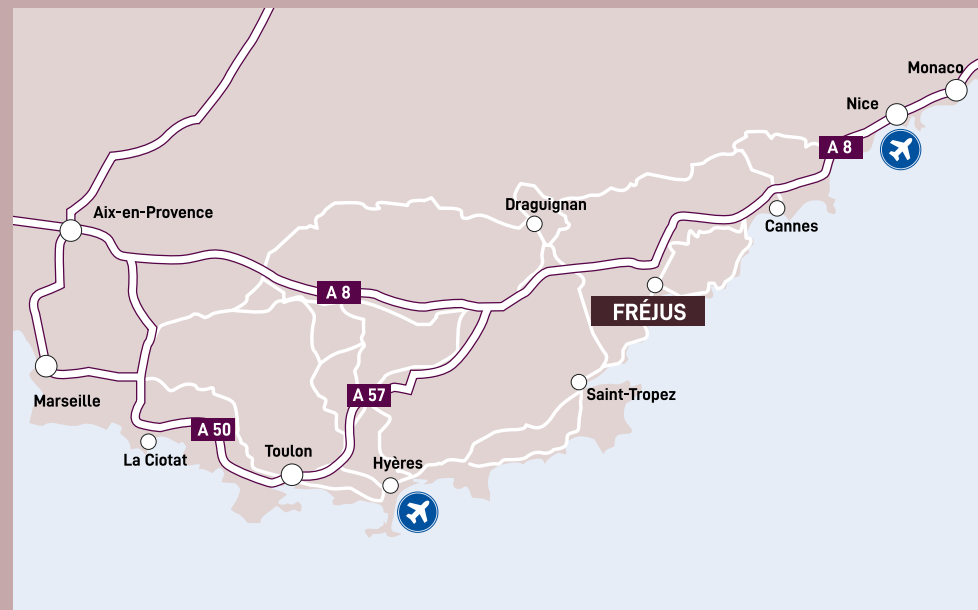 Monaco
Nice
A 8
Aix-en-Provence
Draguignan
Cannes
A 8
FRÉJUS
Marseille
A 57
Saint-Tropez
A 50
La Ciotat
Toulon
Hyères